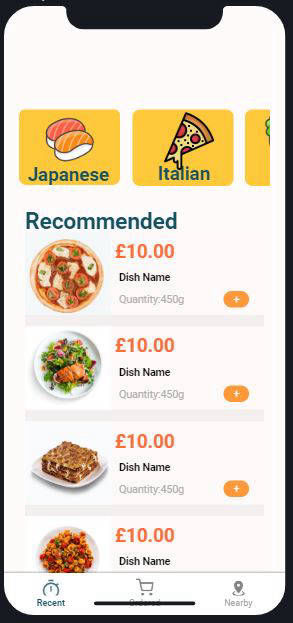 Japanese
Italian
Recommended
£10.00
Dish Name
Quantity:450g
+
£10.00
Dish Name
Quantity:450g
+
£10.00
Dish Name
Quantity:450g
+
£10.00
Dish Name
Recent
Ordered
Nearby